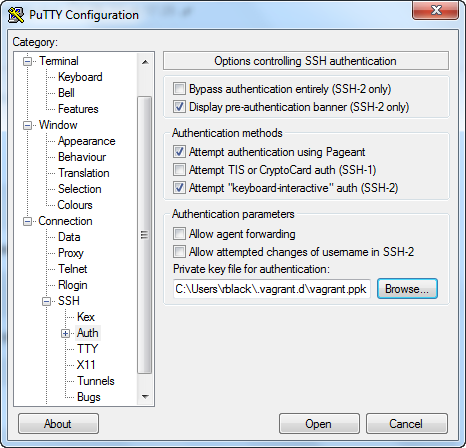 PuTTY Configuration
Category:
Terminal
Keyboard
Bell
Features
Window
Appearance
Behaviour
Translation
Selection
Colours
Connection
Data
Proxy
Telnet
Rlogin
SSH
Kex
Auth
TTY
X11
Tunnels
Bugs
Options controlling SSH authentication
Bypass authentication entirely (SSH-2 only)
Display pre-authentication banner (SSH-2 only)
Authentication methods
Attempt authentication using Pageant
Attempt TIS or CryptoCard auth (SSH-1)
Attempt "keyboard-interactive" auth (SSH-2)
Authentication parameters
Allow agent forwarding
Allow attempted changes of username in SSH-2
Private key file for authentication:
C:\Users\rblack\.vagrant.d\vagrant.ppk
Browse...
About
Open
Cancel